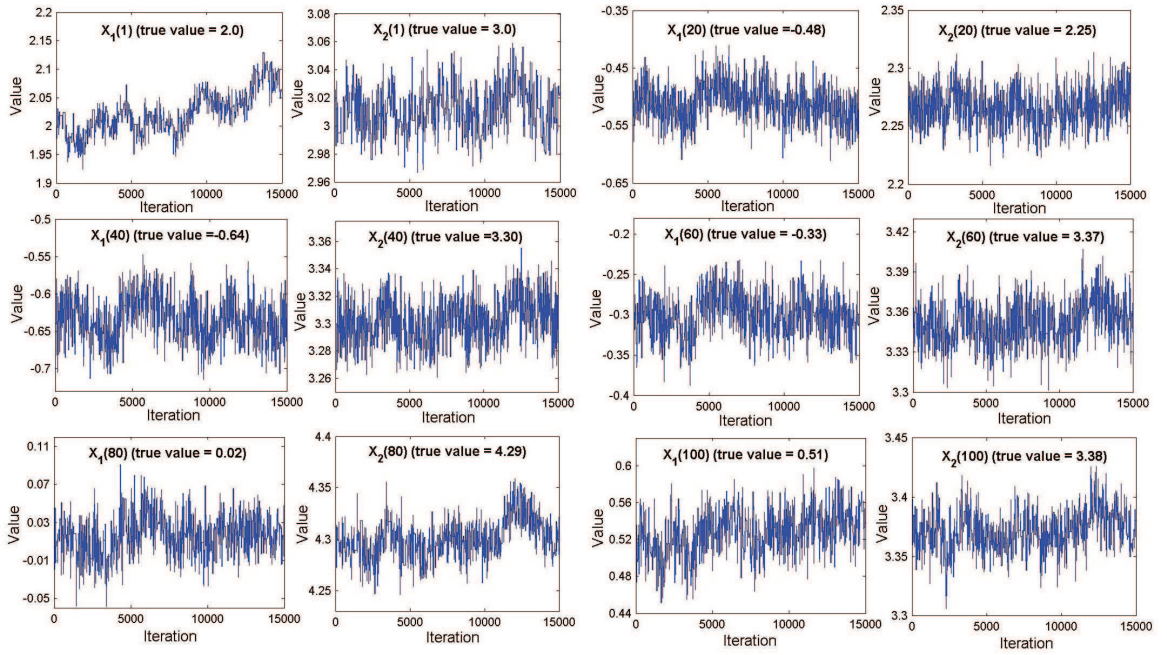 X1(1) (true value = 2.0)
2.2
2.15
2.1
2.05
2
1.95
1.9
Value
0 5000 10000 15000
Iteration
X2(1) (true value = 3.0)
3.08
3.06
3.04
3.02
3
2.98
2.96
Value
0 5000 10000 15000
Iteration
X1(20) (true value =-0.48)
-0.35
-0.45
-0.55
-0.65
Value
0 5000 10000 15000
Iteration
X2(20) (true value = 2.25)
2.35
2.3
2.25
2.2
Value
0 5000 10000 15000
Iteration
X1(40) (true value =-0.64)
-0.5
-0.55
-0.6
-0.65
-0.7
Value
0 5000 10000 15000
Iteration
X2(40) (true value =3.30)
3.36
3.34
3.32
3.30
3.28
3.26
Value
0 5000 10000 15000
Iteration
X1(60) (true value = -0.33)
-0.2
-0.25
-0.3
-0.35
-0.4
Value
0 5000 10000 15000
Iteration
X2(60) (true value = 3.37)
3.42
3.39
3.36
3.33
3.3
Value
0 5000 10000 15000
Iteration
X1(80) (true value = 0.02)
0.11
0.07
0.03
-0.01
-0.05
Value
0 5000 10000 15000
Iteration
X2(80) (true value = 4.29)
4.4
4.35
4.3
4.25
Value
0 5000 10000 15000
Iteration
X1(100) (true value = 0.51)
0.6
0.56
0.52
0.48
0.44
Value
0 5000 10000 15000
Iteration
X2(100) (true value = 3.38)
3.45
3.4
3.35
3.3
Value
0 5000 10000 15000
Iteration